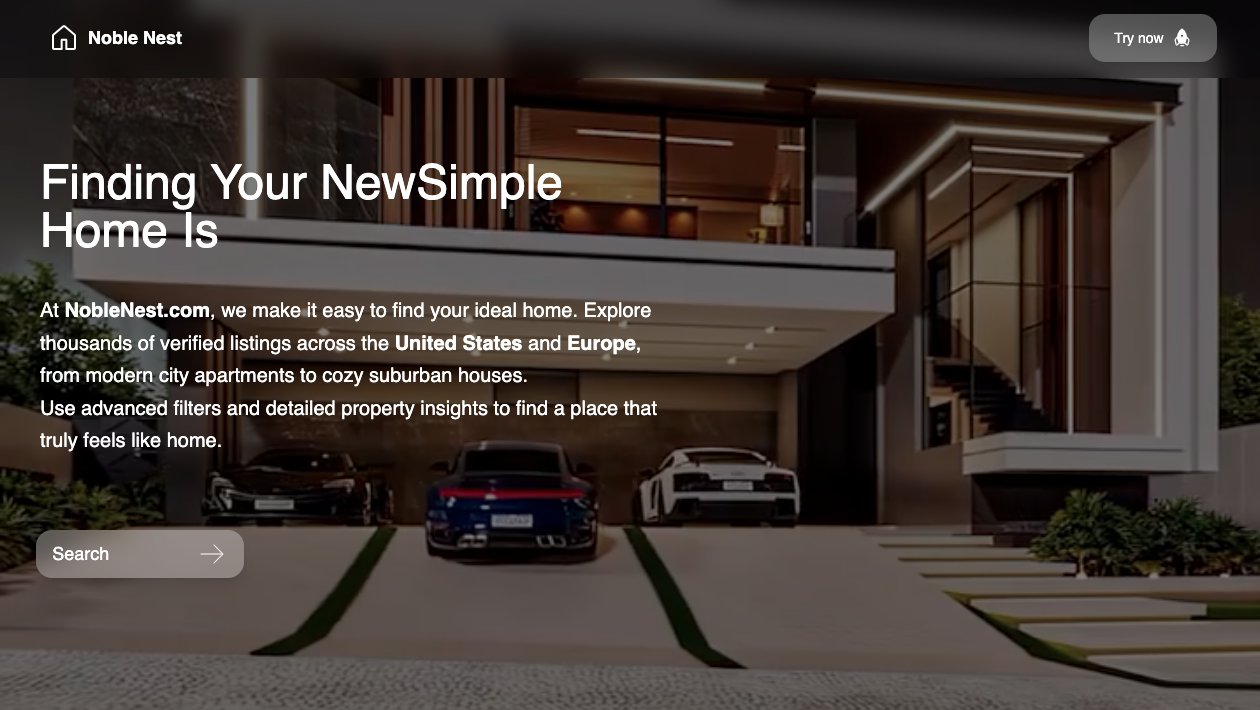 Noble Nest
Try now
Finding Your NewSimple
Home Is
At NobleNest.com, we make it easy to find your ideal home. Explore
thousands of verified listings across the United States and Europe,
from modern city apartments to cozy suburban houses.
Use advanced filters and detailed property insights to find a place that
truly feels like home.
Search